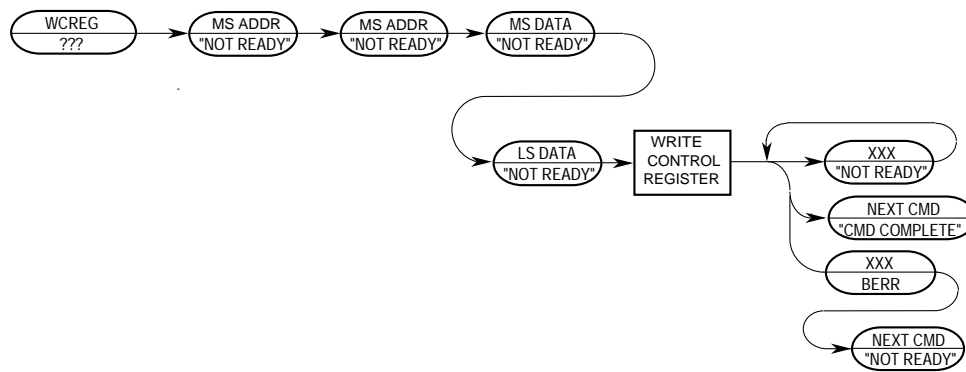 WCREG
???
MS ADDR
"NOT READY"
MS ADDR
"NOT READY"
MS DATA
"NOT READY"
LS DATA
"NOT READY"
WRITE
CONTROL
REGISTER
XXX
"NOT READY"
NEXT CMD
"CMD COMPLETE"
XXX
BERR
NEXT CMD
"NOT READY"